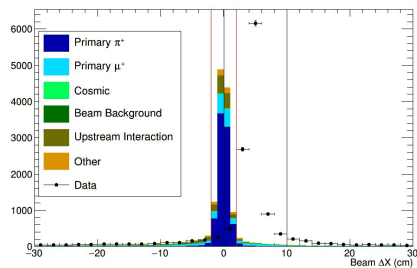 6000
5000
4000
3000
2000
1000
0
Primary π⁺
Primary μ⁺
Cosmic
Beam Background
Upstream Interaction
Other
Data
−30 −20 −10 0 10 20 30
Beam ΔX (cm)